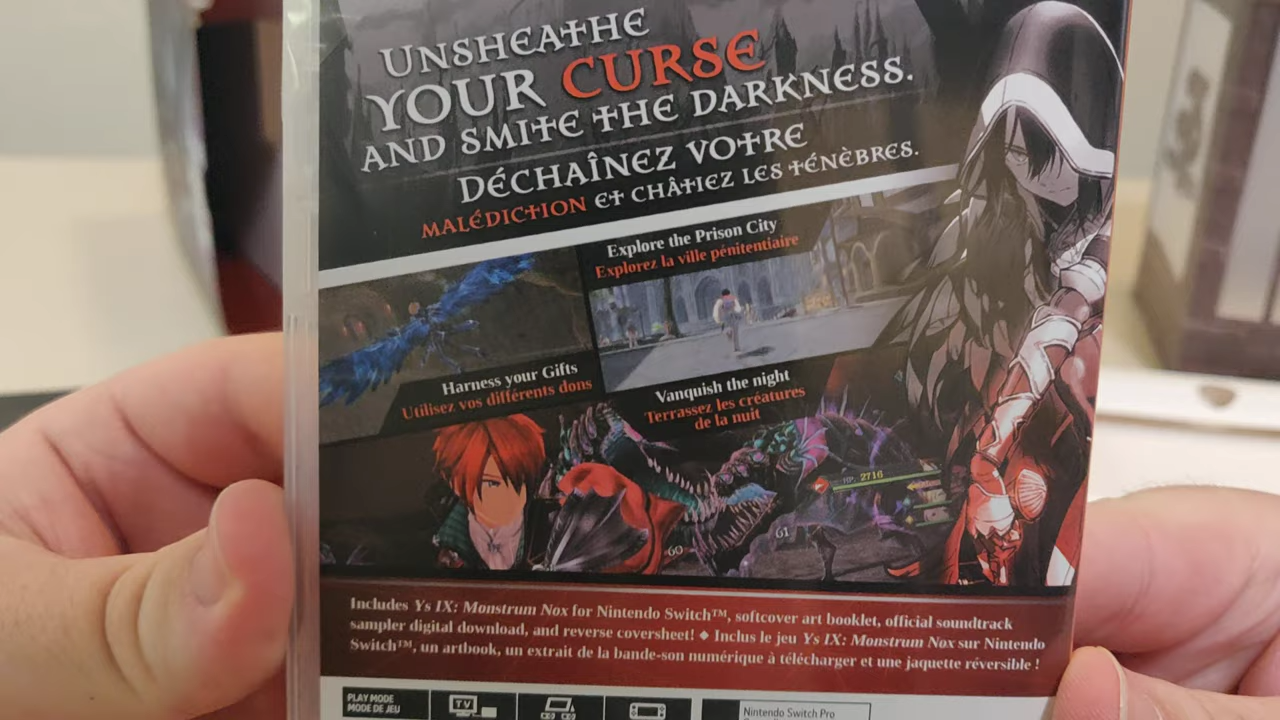 UNSHEATHE
YOUR CURSE
AND SMITE THE DARKNESS.
DÉCHAÎNEZ VOTRE
MALÉDICTION ET CHÂTIEZ LES TÉNÈBRES.
Explore the Prison City
Explorez la ville pénitentiaire
Harness your Gifts
Utilisez vos différents dons
Vanquish the night
Terrassez les créatures
de la nuit
HP. 2716
60
61
Includes Ys IX: Monstrum Nox for Nintendo Switch™, softcover art booklet, official soundtrack
sampler digital download, and reverse coversheet! ◆ Inclus le jeu Ys IX: Monstrum Nox sur Nintendo
Switch™, un artbook, un extrait de la bande-son numérique à télécharger et une jaquette réversible !
PLAY MODE
MODE DE JEU
TV
Nintendo Switch Pro